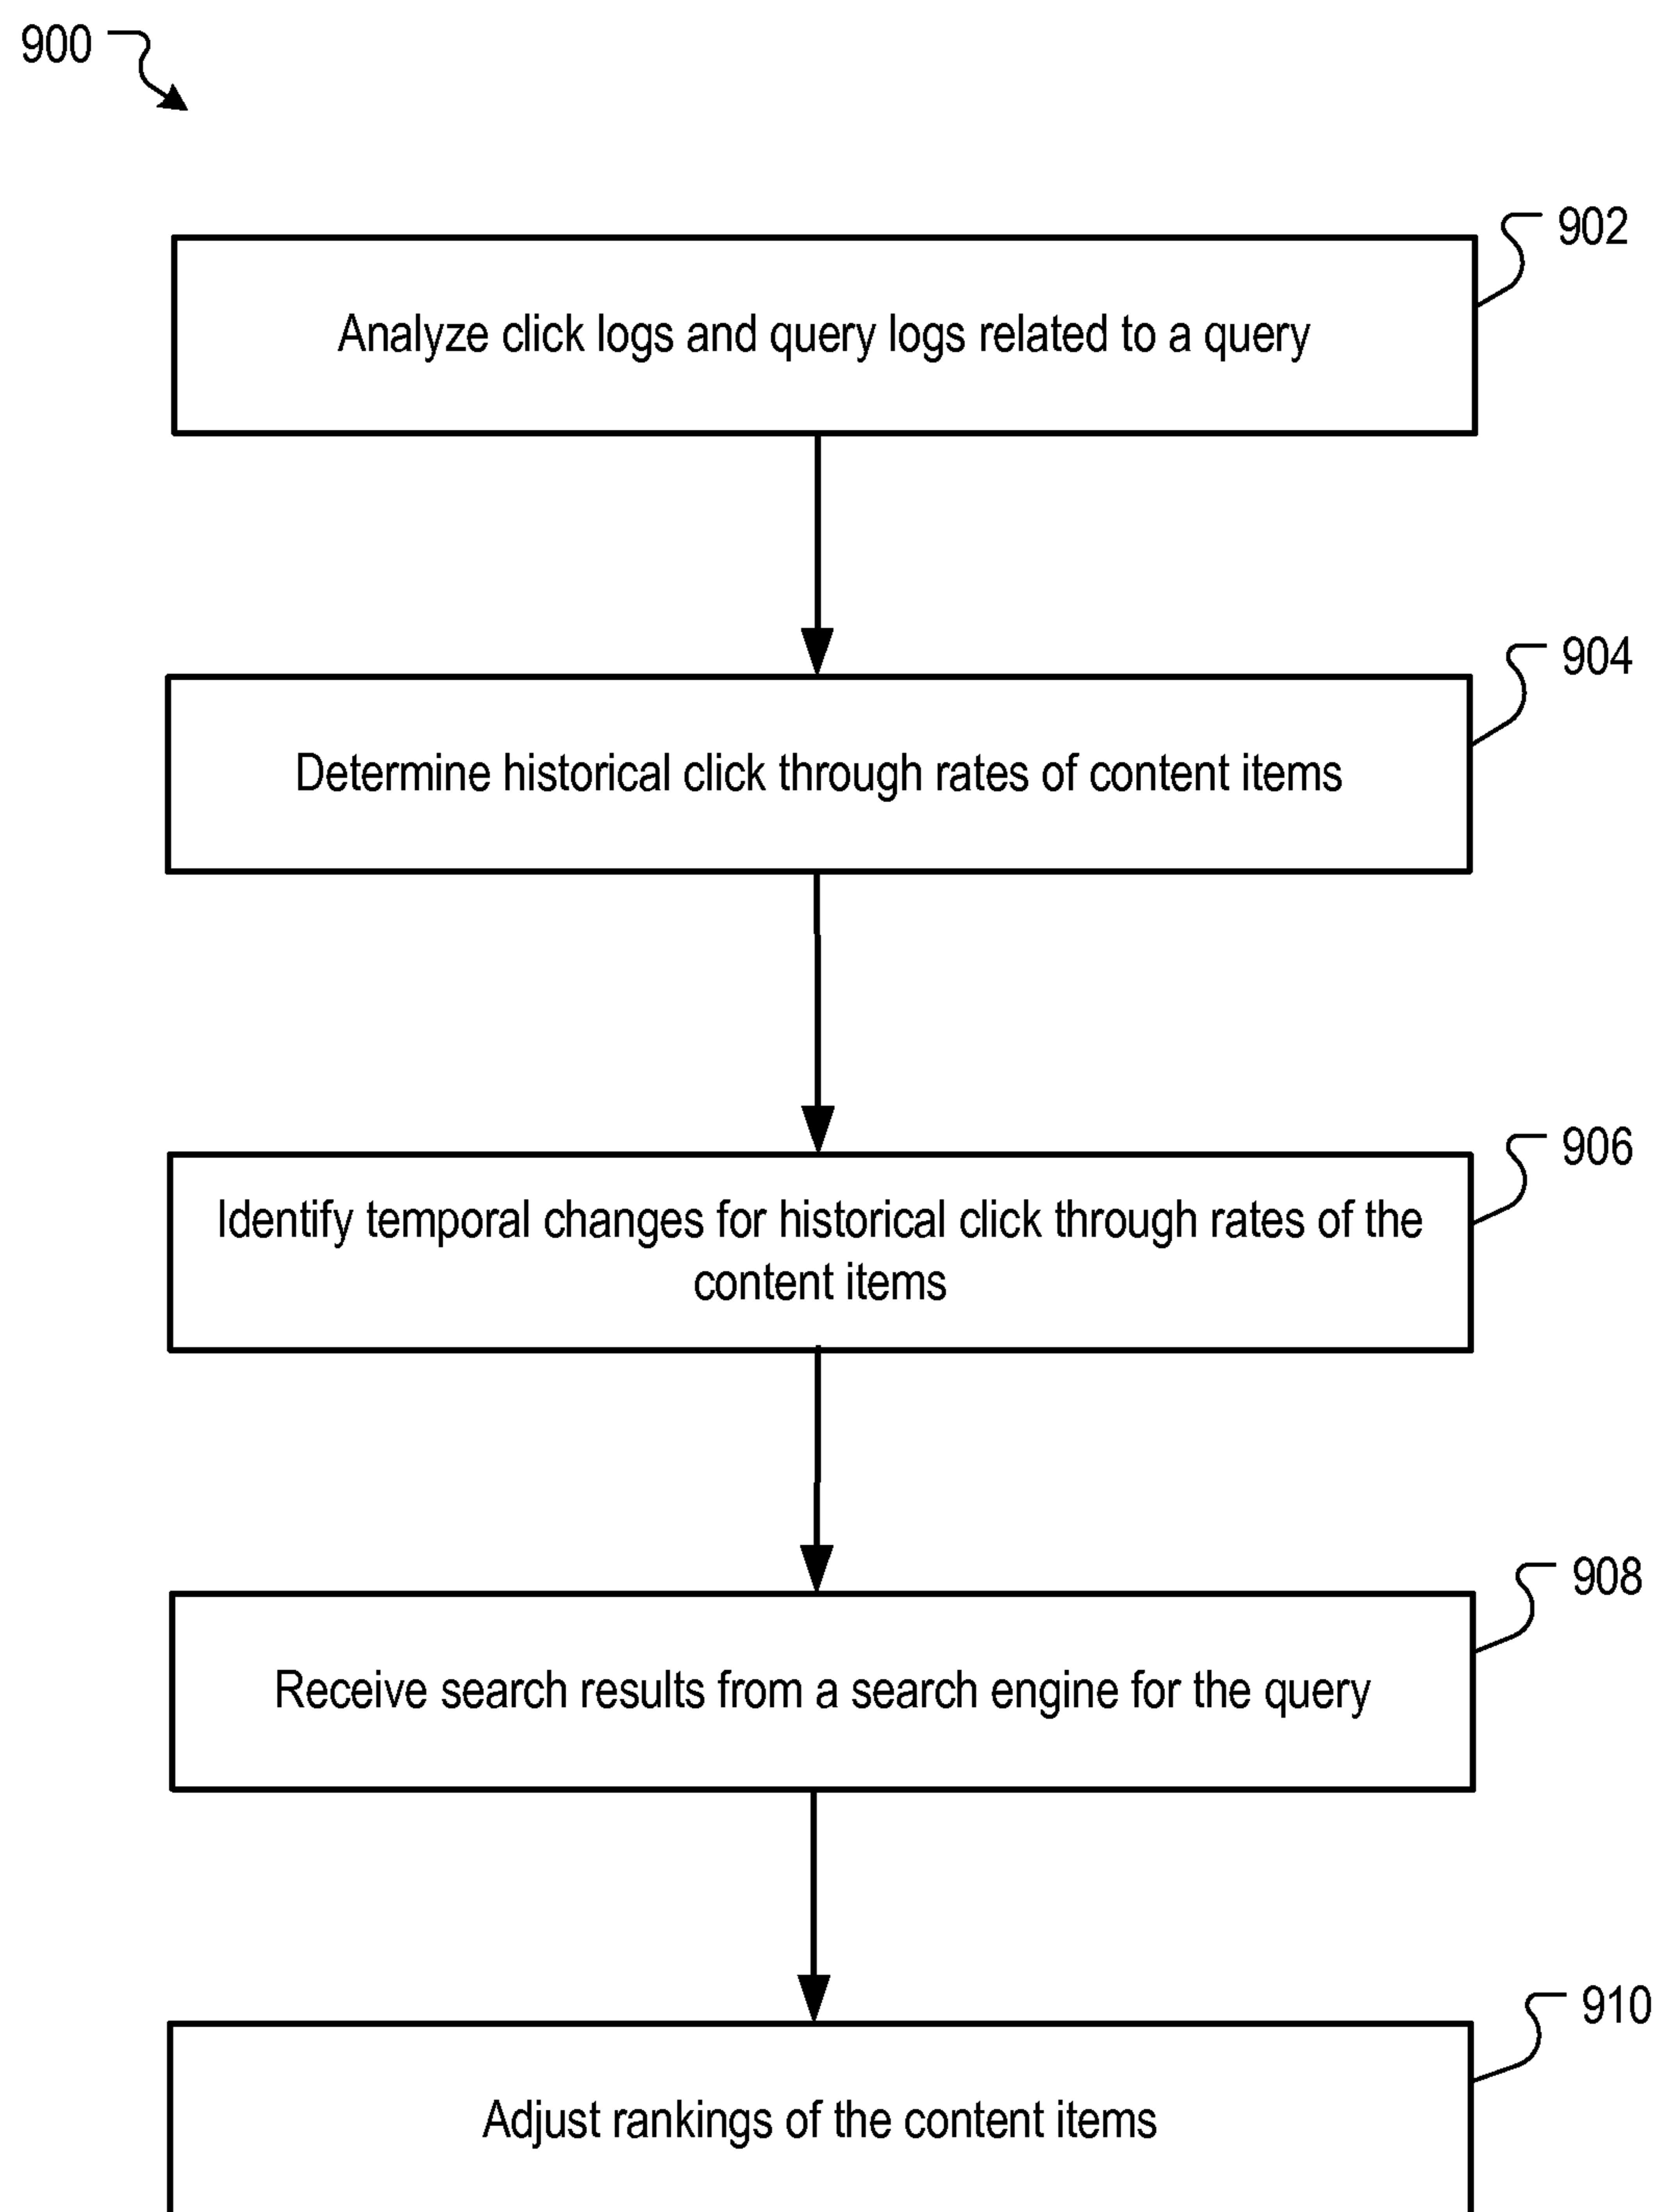 900
902
Analyze click logs and query logs related to a query
904
Determine historical click through rates of content items
906
Identify temporal changes for historical click through rates of the
content items
908
Receive search results from a search engine for the query
910
Adjust rankings of the content items